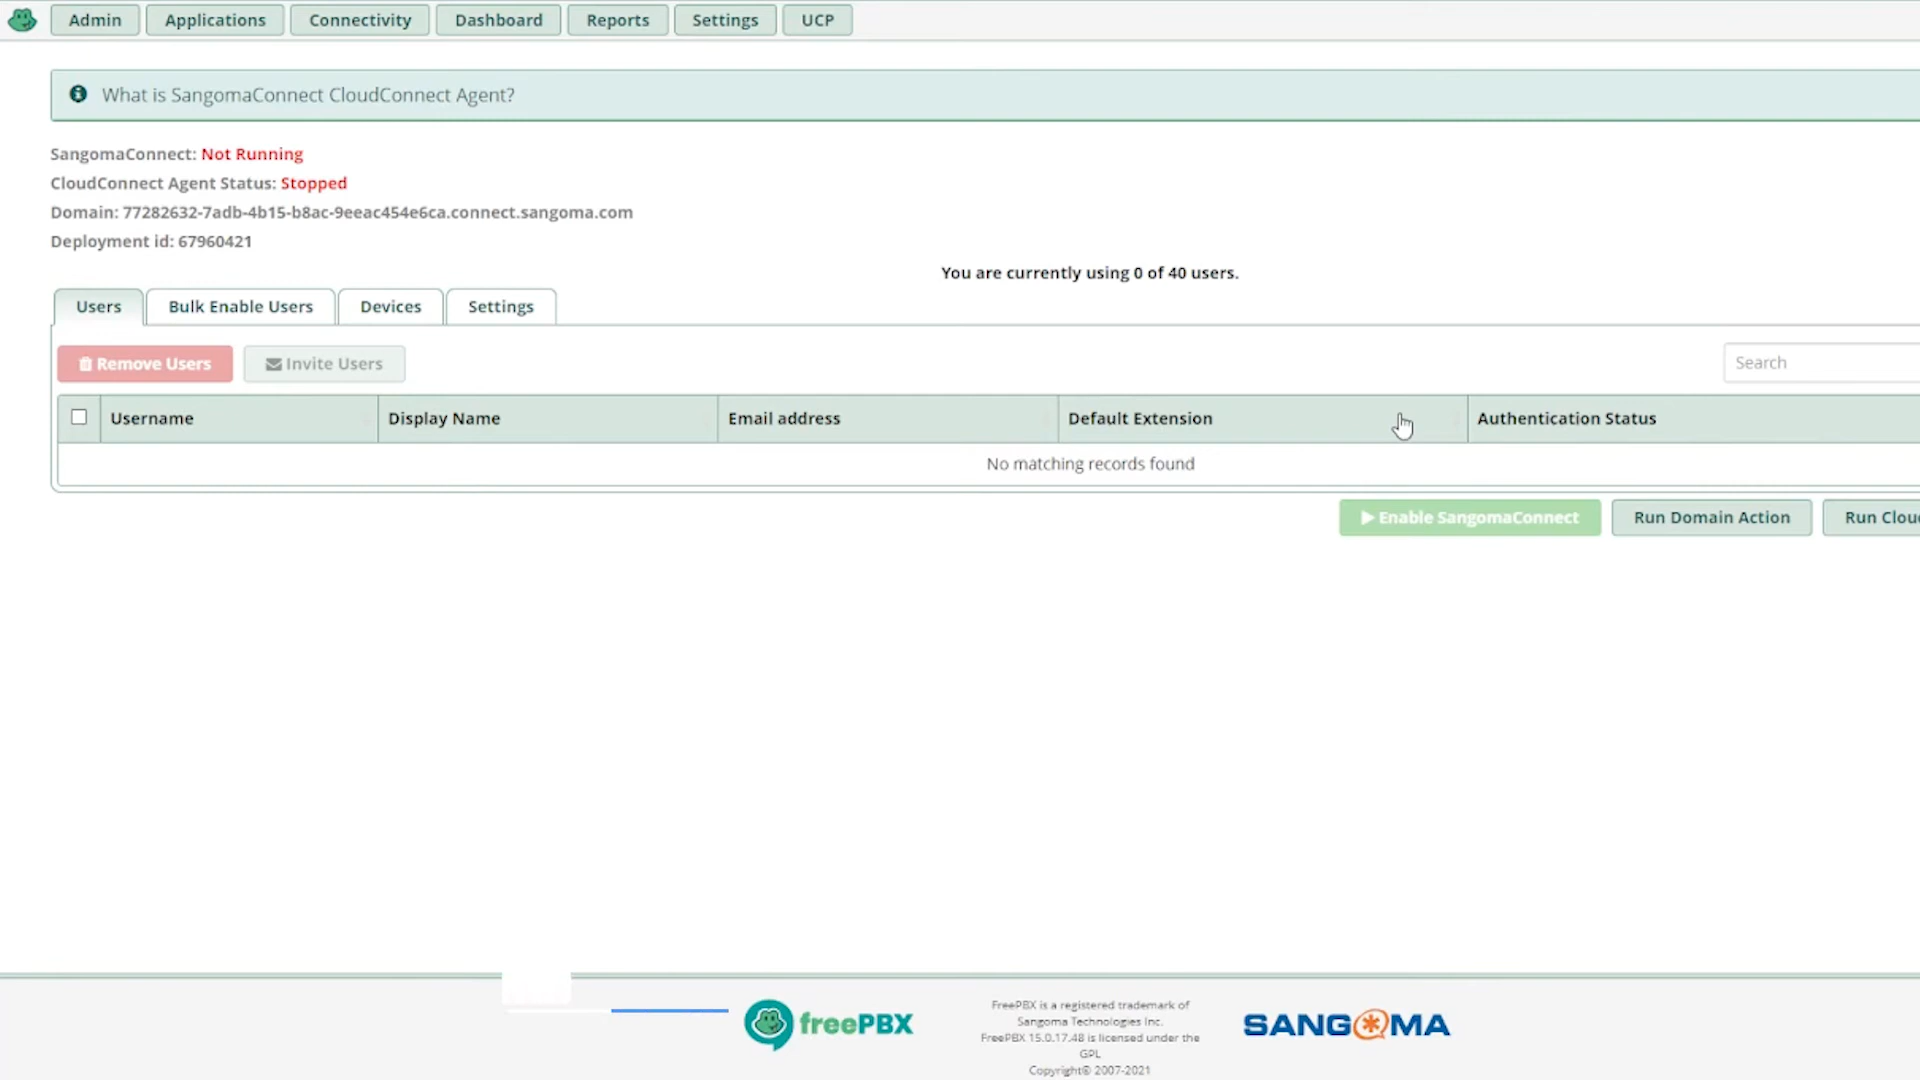 Admin Applications Connectivity Dashboard Reports Settings UCP
What is SangomaConnect CloudConnect Agent?
SangomaConnect: Not Running
CloudConnect Agent Status: Stopped
Domain: 77282632-7adb-4b15-b8ac-9eeac454e6ca.connect.sangoma.com
Deployment id: 67960421
You are currently using 0 of 40 users.
Users Bulk Enable Users Devices Settings
Remove Users Invite Users Search
Username Display Name Email address Default Extension Authentication Status
No matching records found
Enable SangomaConnect Run Domain Action Run Clou
freePBX
FreePBX is a registered trademark of
Sangoma Technologies Inc.
FreePBX 15.0.17.48 is licensed under the
GPL
Copyright© 2007-2021
SANGOMA